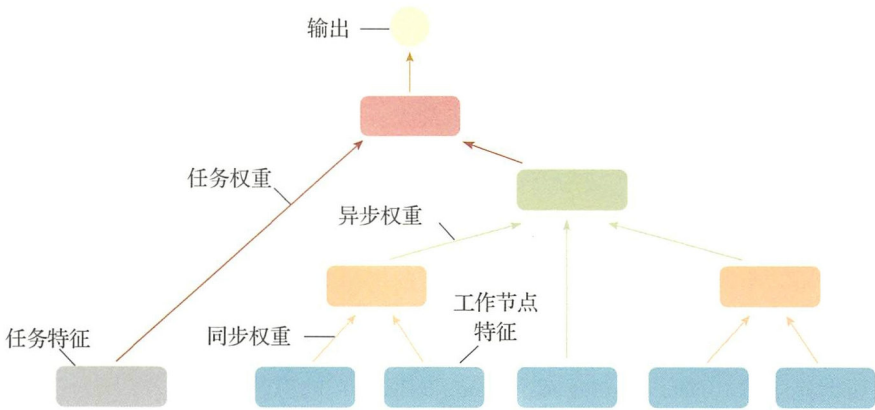 输出
任务权重
异步权重
工作节点
特征
任务特征
同步权重